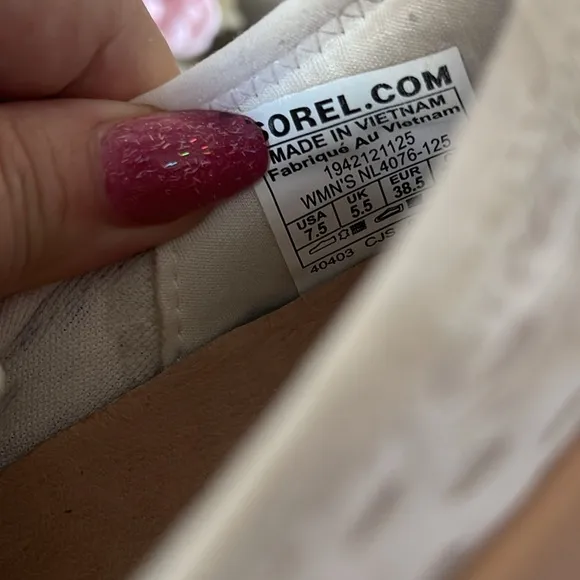 SOREL.COM
MADE IN VIETNAM
Fabriqué Au Vietnam
1942121125
WMN'S NL4076-125
USA UK EUR
7.5 5.5 38.5
40403 CJS